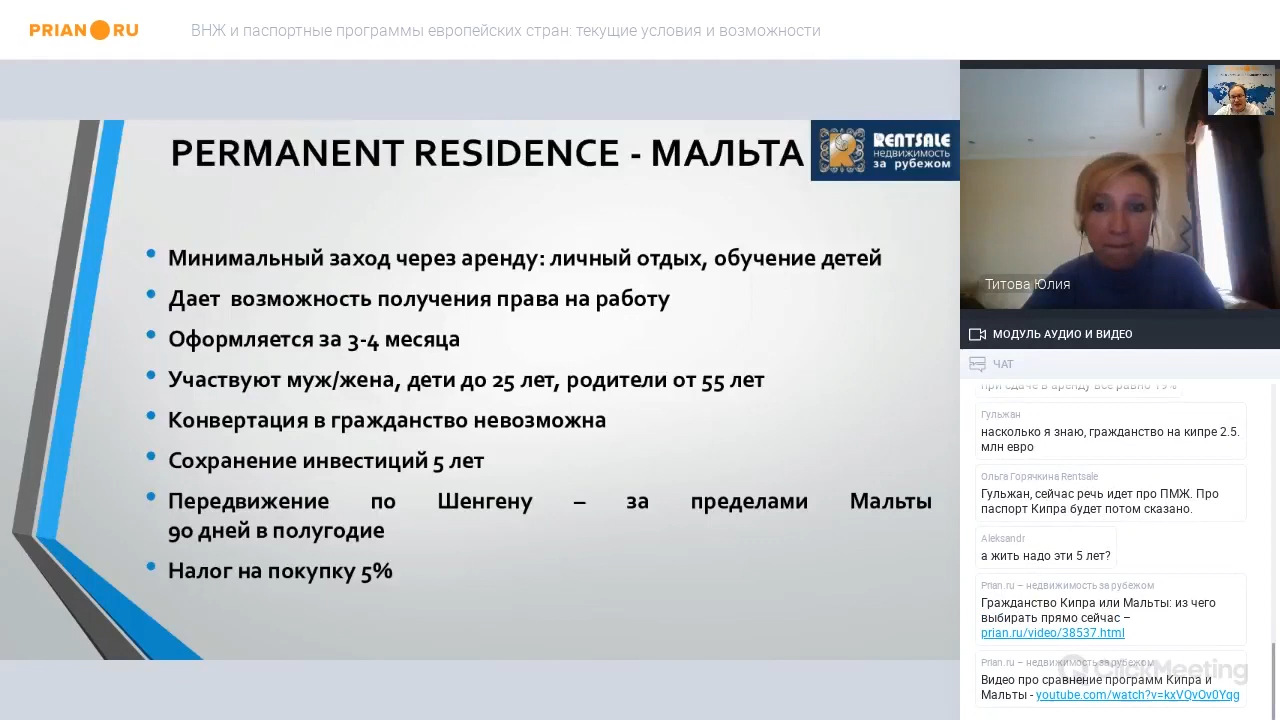 PRIAN RU
ВНЖ и паспортные программы европейских стран: текущие условия и возможности
PERMANENT RESIDENCE - МАЛЬТА
RENTSALE
недвижимость
за рубежом
Минимальный заход через аренду: личный отдых, обучение детей
Дает возможность получения права на работу
Оформляется за 3-4 месяца
Участвуют муж/жена, дети до 25 лет, родители от 55 лет
Конвертация в гражданство невозможна
Сохранение инвестиций 5 лет
Передвижение по Шенгену – за пределами Мальты
90 дней в полугодие
Налог на покупку 5%
Титова Юлия
МОДУЛЬ АУДИО И ВИДЕО
ЧАТ
при сдаче в аренду все равно 19%
Гульжан
насколько я знаю, гражданство на кипре 2.5.
млн евро
Ольга Горячкина Rentsale
Гульжан, сейчас речь идет про ПМЖ. Про
паспорт Кипра будет потом сказано.
Aleksandr
а жить надо эти 5 лет?
Prian.ru – недвижимость за рубежом
Гражданство Кипра или Мальты: из чего
выбирать прямо сейчас –
prian.ru/video/38537.html
Prian.ru – недвижимость за рубежом
ClickMeeting
Видео про сравнение программ Кипра и
Мальты - youtube.com/watch?v=kxVQvOv0Yqg